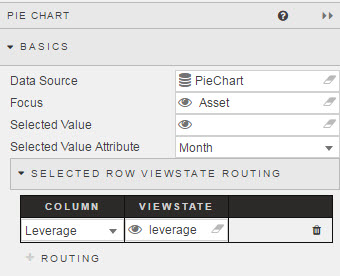 PIE CHART
BASICS
Data Source PieChart
Focus Asset
Selected Value
Selected Value Attribute Month
SELECTED ROW VIEWSTATE ROUTING
COLUMN VIEWSTATE
Leverage leverage
ROUTING